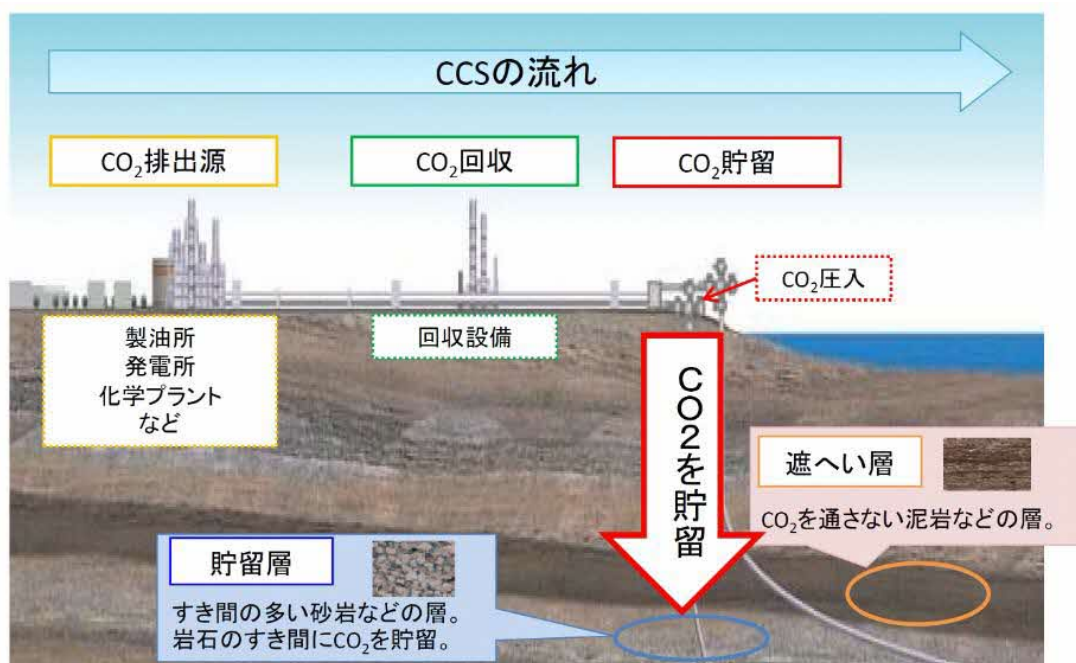 CCSの流れ
CO₂排出源
CO₂回収
CO₂貯留
CO₂圧入
製油所
発電所
化学プラント
など
回収設備
CO2を貯留
遮へい層
CO₂を通さない泥岩などの層。
貯留層
すき間の多い砂岩などの層。
岩石のすき間にCO₂を貯留。